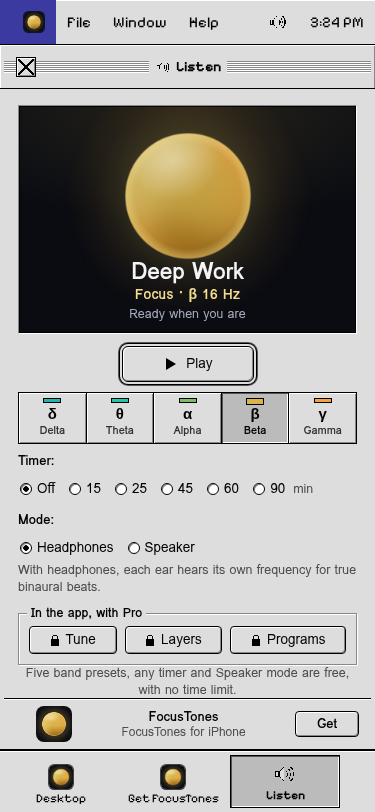 File Window Help 3:24 PM
Listen
Deep Work
Focus · β 16 Hz
Ready when you are
Play
δ θ α β γ
Delta Theta Alpha Beta Gamma
Timer:
Off 15 25 45 60 90 min
Mode:
Headphones Speaker
With headphones, each ear hears its own frequency for true
binaural beats.
In the app, with Pro
Tune Layers Programs
Five band presets, any timer and Speaker mode are free,
with no time limit.
FocusTones
FocusTones for iPhone
Get
Desktop Get FocusTones Listen